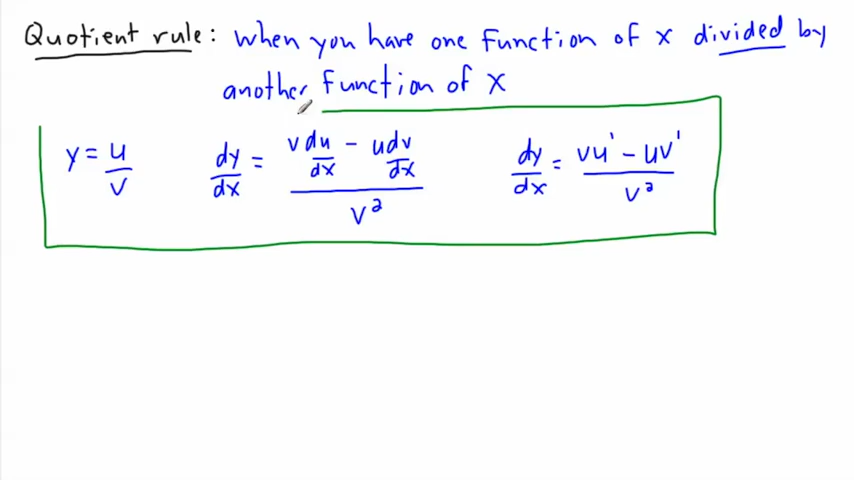 Quotient rule: when you have one function of x divided by
another function of x
y = u/v    dy/dx = (v du/dx - u dv/dx)/v²    dy/dx = (vu' - uv')/v²